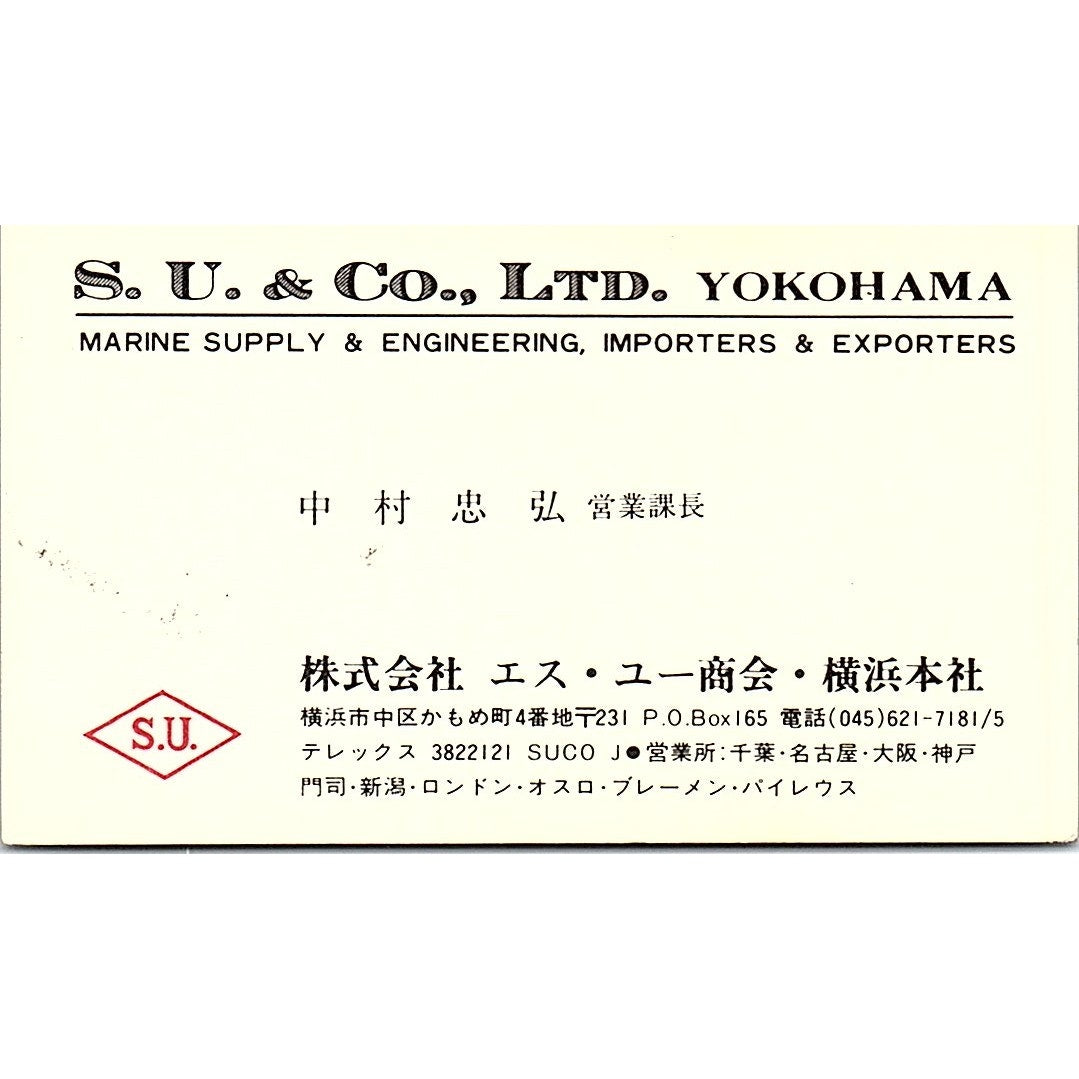 S. U. & CO., LTD. YOKOHAMA
MARINE SUPPLY & ENGINEERING, IMPORTERS & EXPORTERS
中村忠弘 営業課長
株式会社 エス・ユー商会・横浜本社
横浜市中区かもめ町4番地〒231 P.O.Box165 電話(045)621-7181/5
テレックス 3822121 SUCO J●営業所:千葉・名古屋・大阪・神戸
門司・新潟・ロンドン・オスロ・ブレーメン・パイレウス
S.U.